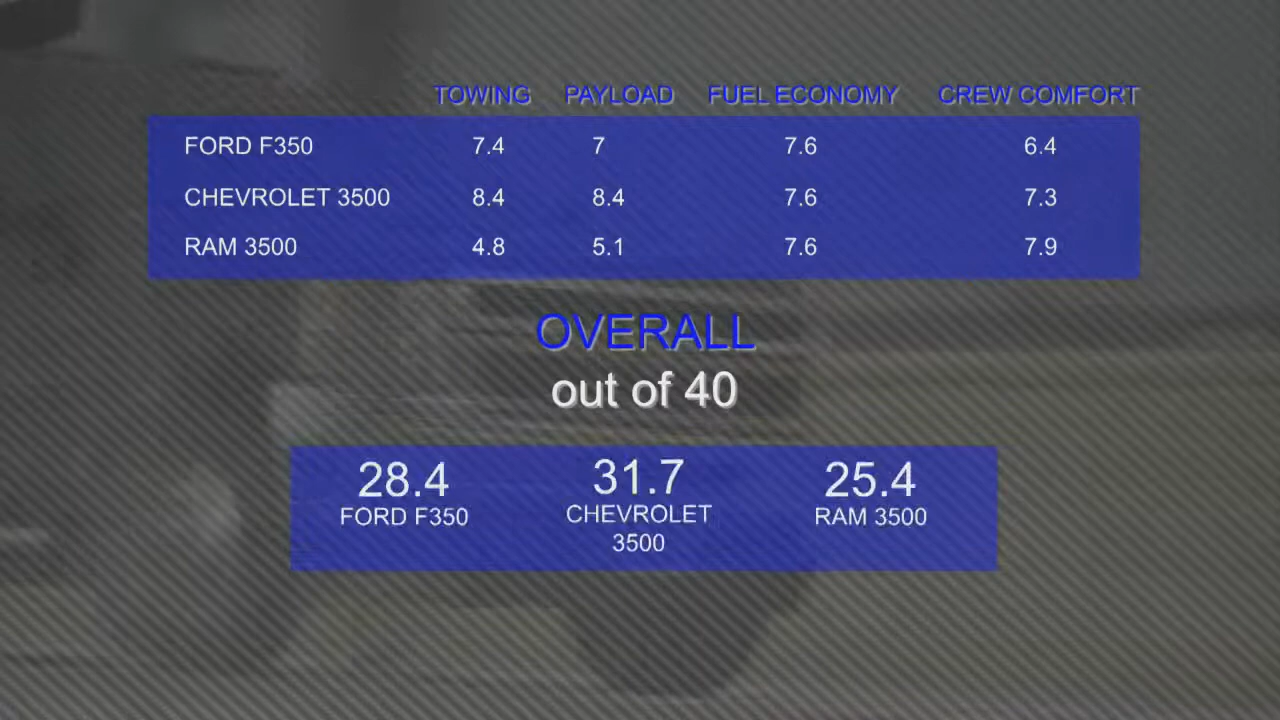 TOWING PAYLOAD FUEL ECONOMY CREW COMFORT
FORD F350 7.4 7 7.6 6.4
CHEVROLET 3500 8.4 8.4 7.6 7.3
RAM 3500 4.8 5.1 7.6 7.9
OVERALL
out of 40
28.4 31.7 25.4
FORD F350 CHEVROLET 3500 RAM 3500